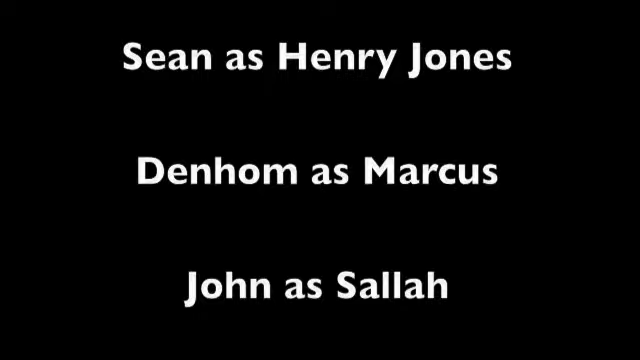 Sean as Henry Jones
Denhom as Marcus
John as Sallah